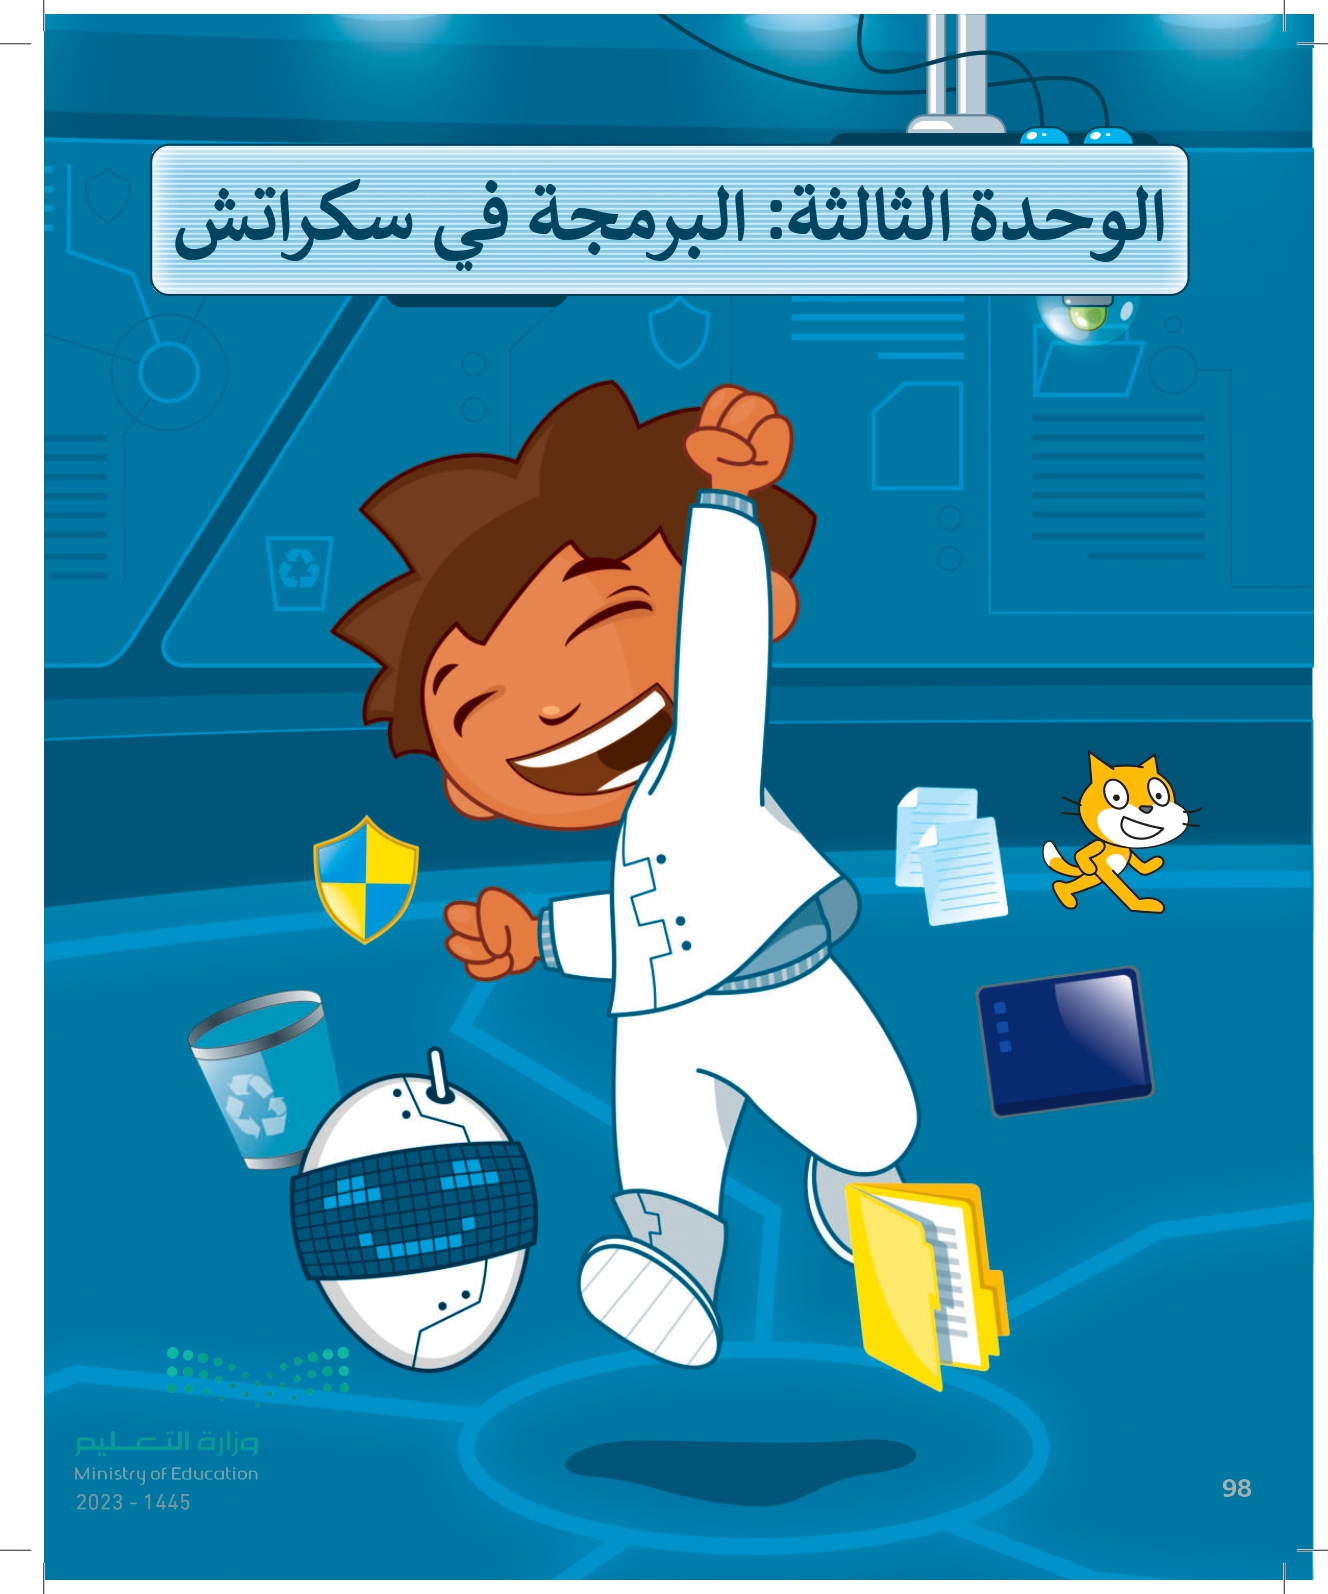 الوحدة الثالثة: البرمجة في سكراتش
وزارة التعليم
Ministry of Education
2023 - 1445
98